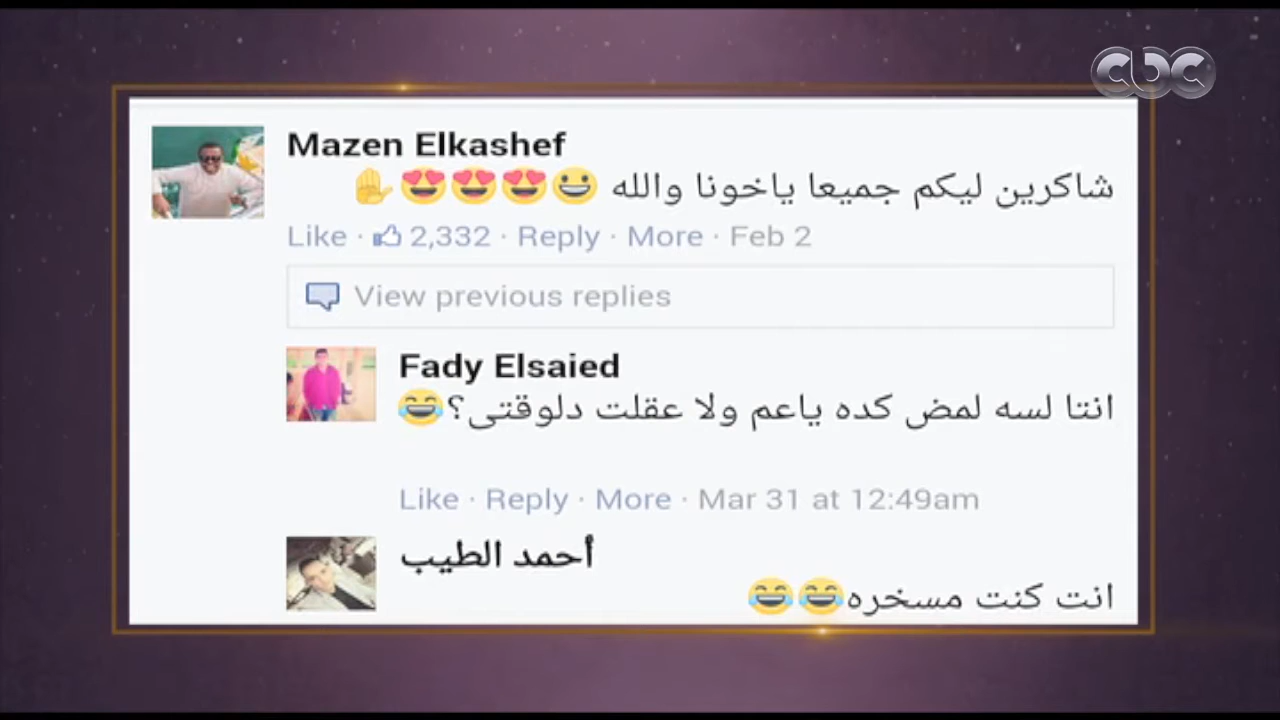 cbc
Mazen Elkashef
شاكرين ليكم جميعا ياخونا والله 😀😍😍😍✋
Like · 2,332 · Reply · More · Feb 2
View previous replies
Fady Elsaied
انتا لسه لمض كده ياعم ولا عقلت دلوقتى؟😂
Like · Reply · More · Mar 31 at 12:49am
أحمد الطيب
انت كنت مسخره😂😂